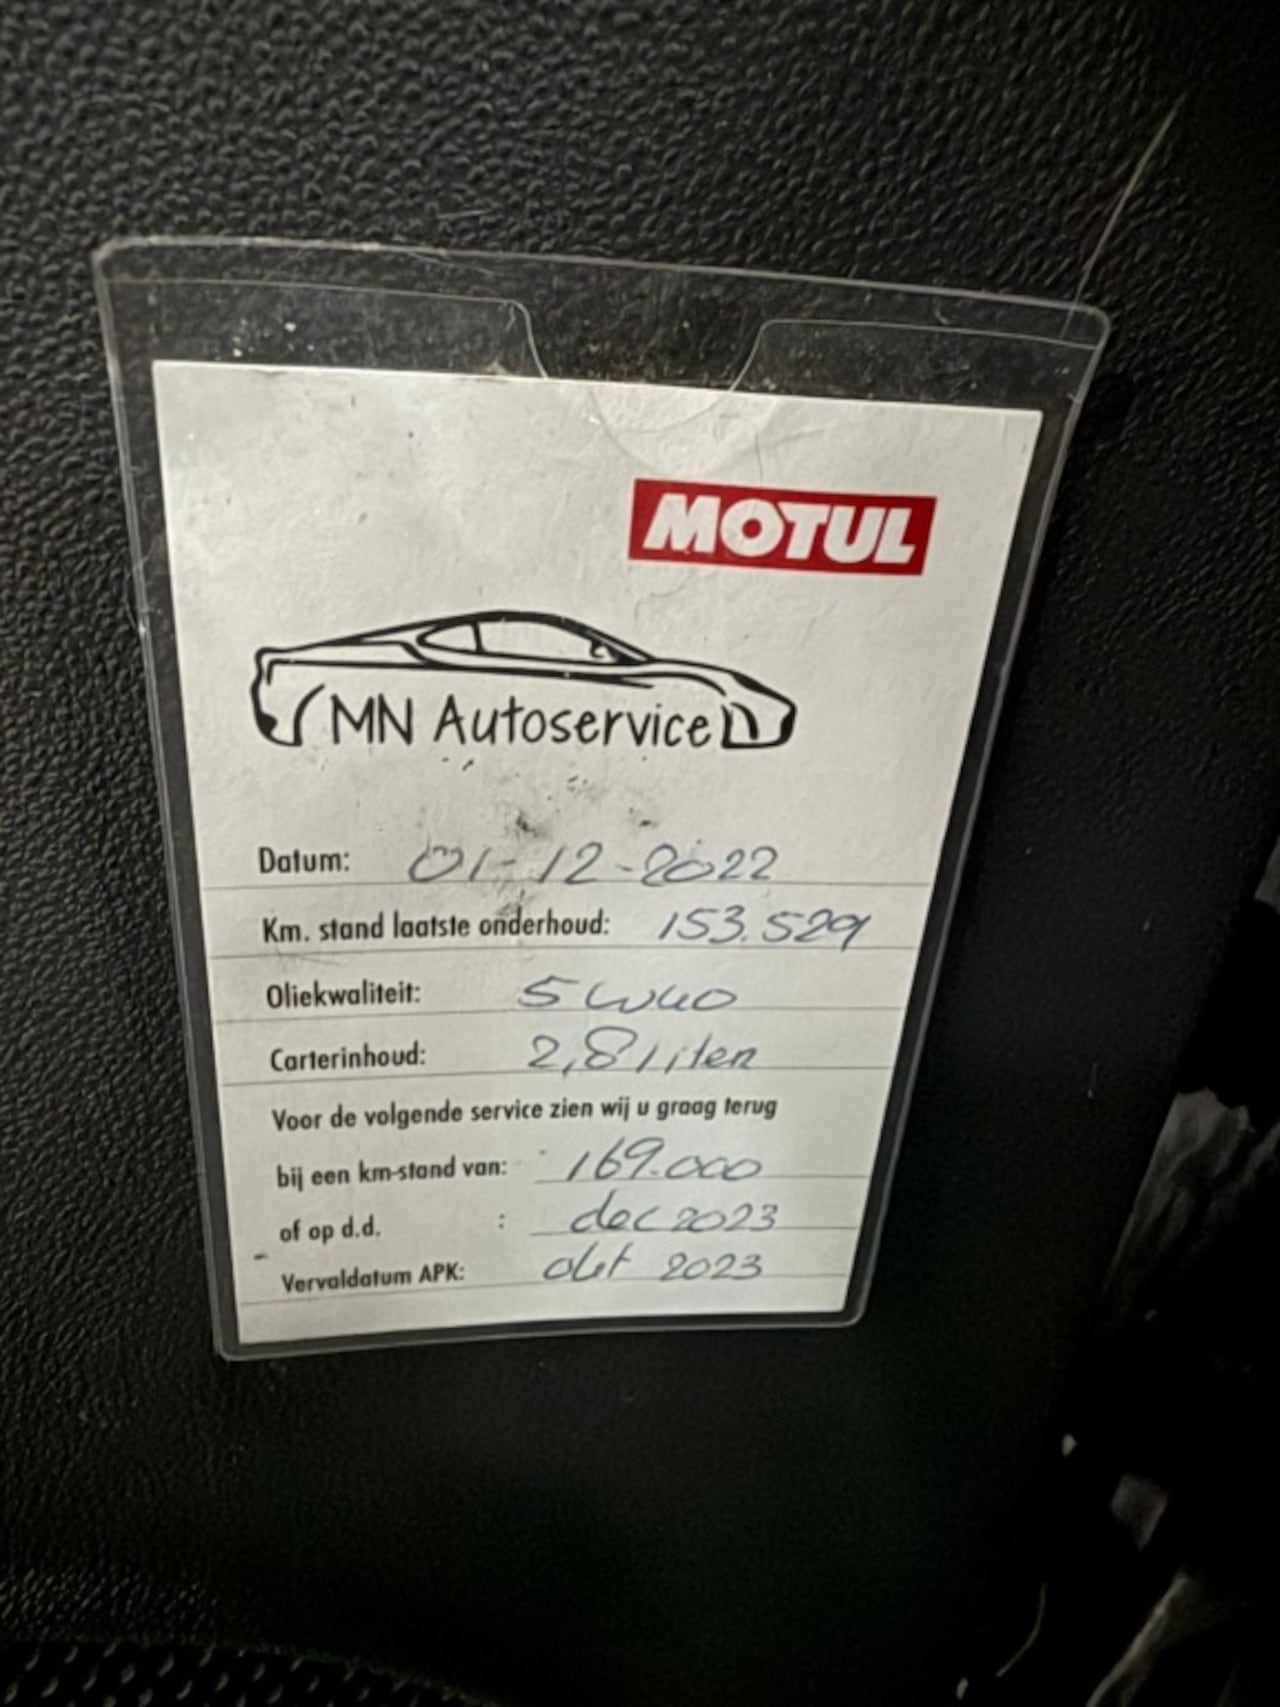 MOTUL
MN Autoservice
Datum: 01-12-2022
Km. stand laatste onderhoud: 153.529
Oliekwaliteit: 5W40
Carterinhoud: 2,8 liter
Voor de volgende service zien wij u graag terug
bij een km-stand van: 169.000
of op d.d. : dec 2023
Vervaldatum APK: okt 2023